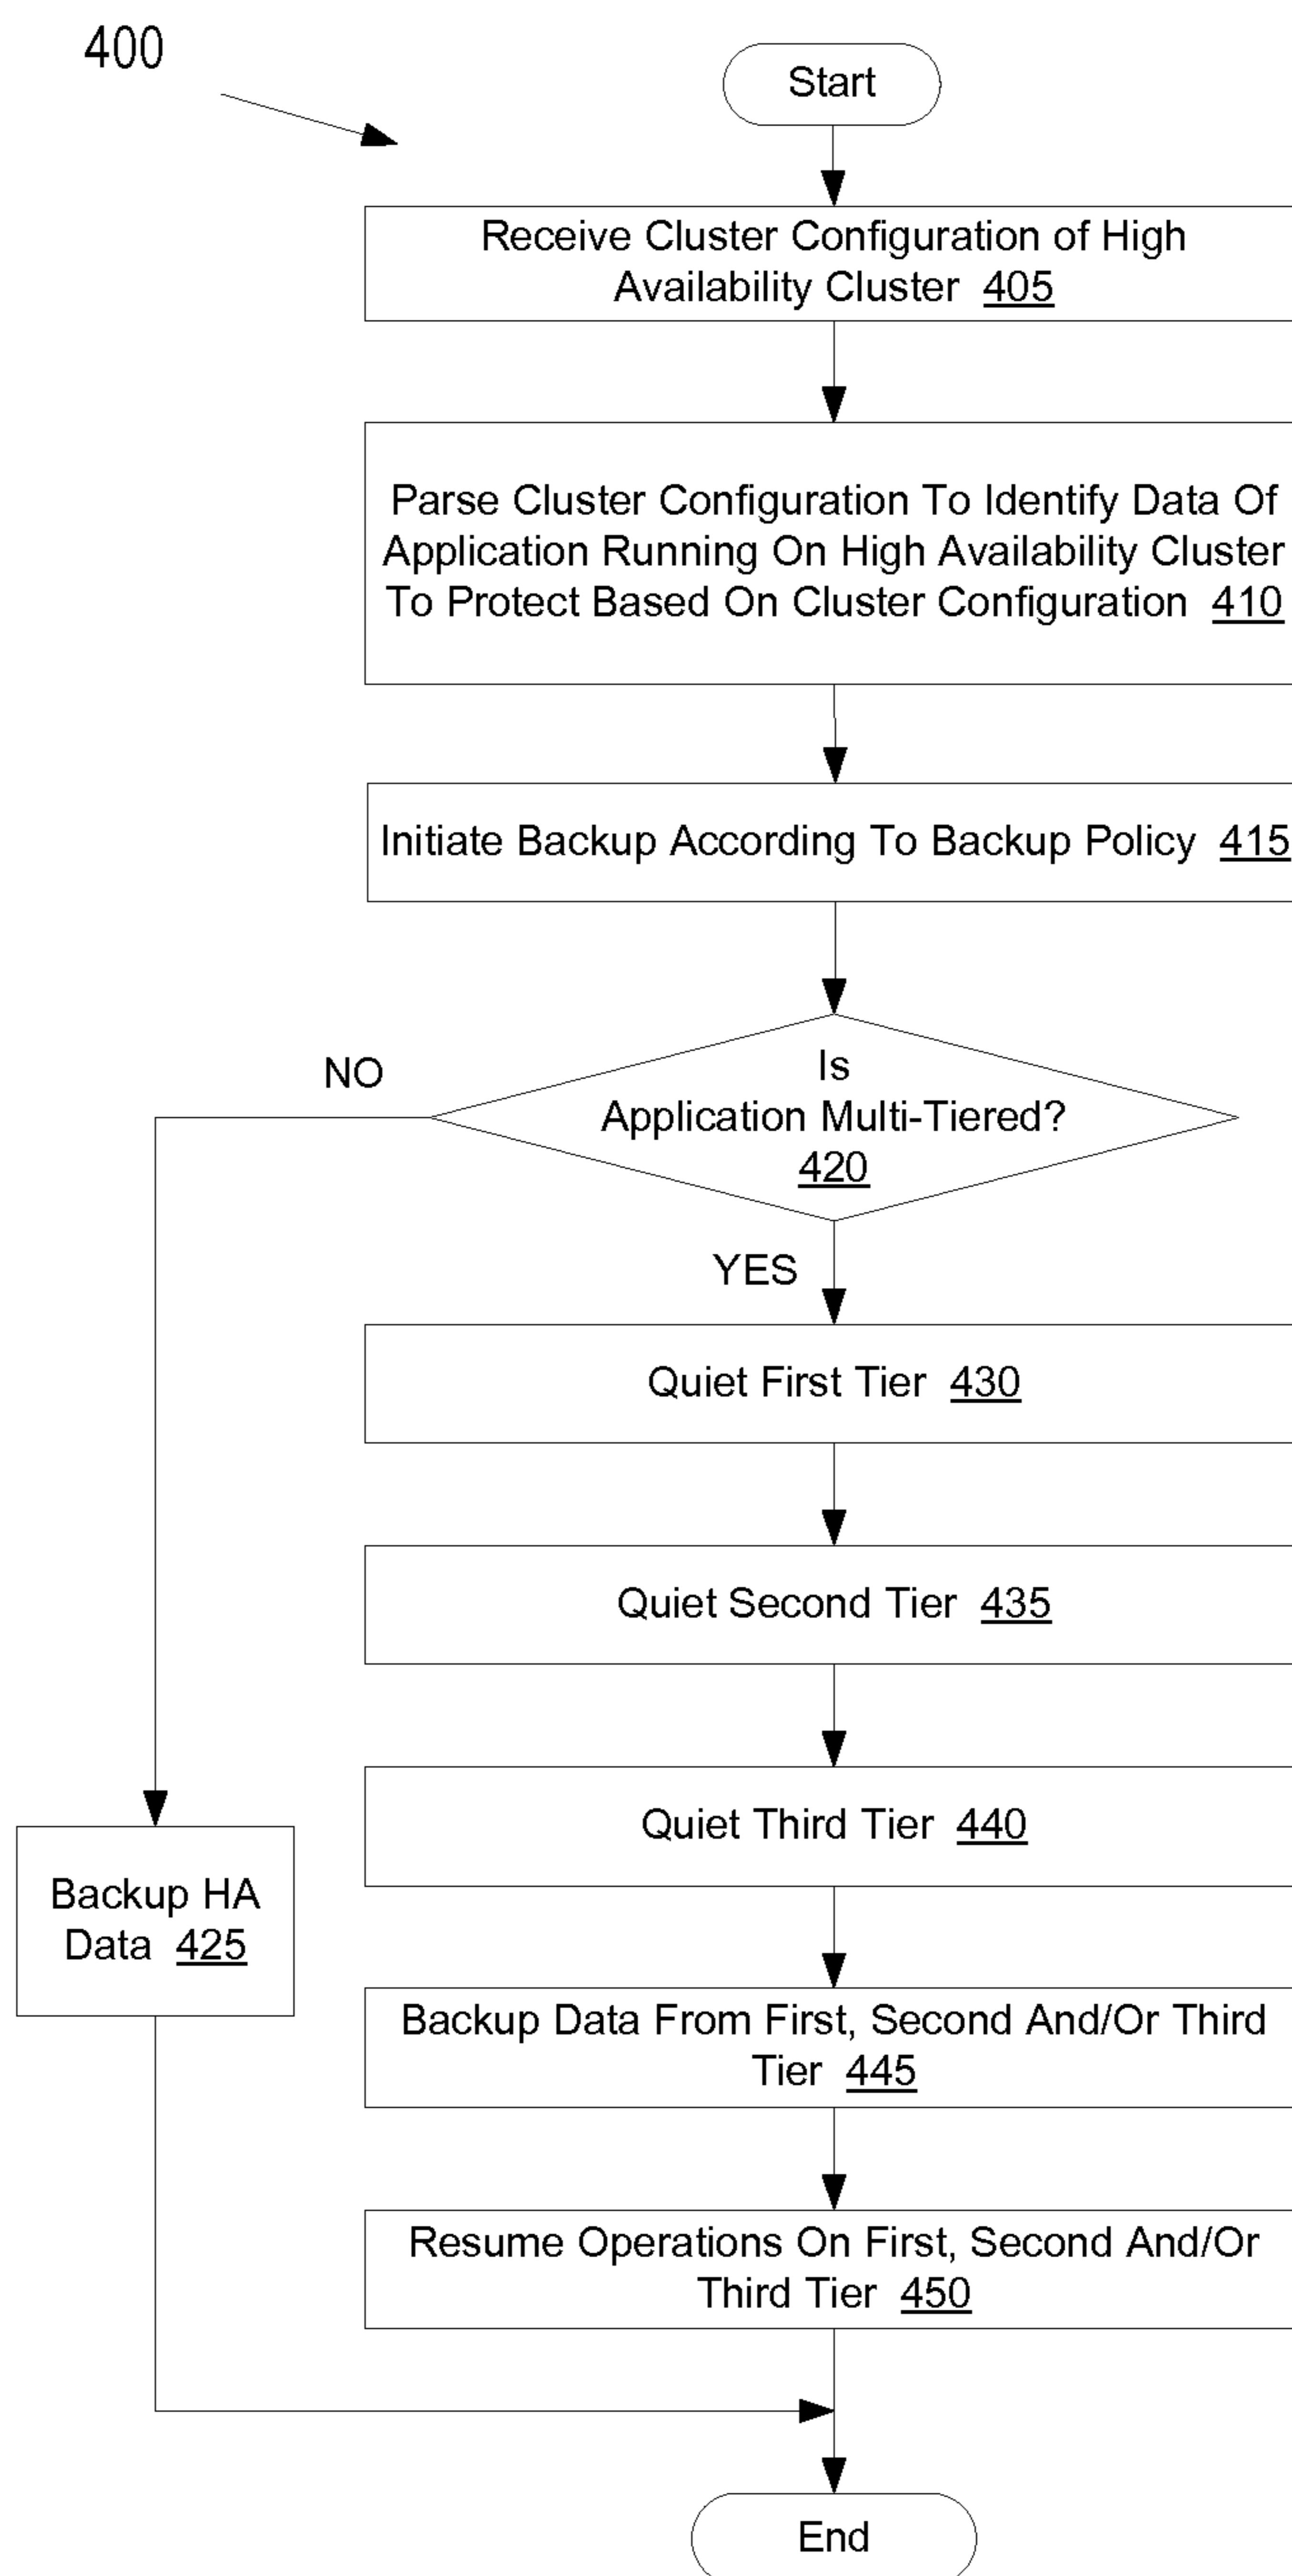 400
Start
Receive Cluster Configuration of High
Availability Cluster 405
Parse Cluster Configuration To Identify Data Of
Application Running On High Availability Cluster
To Protect Based On Cluster Configuration 410
Initiate Backup According To Backup Policy 415
Is
Application Multi-Tiered?
420
NO
YES
Quiet First Tier 430
Quiet Second Tier 435
Quiet Third Tier 440
Backup HA
Data 425
Backup Data From First, Second And/Or Third
Tier 445
Resume Operations On First, Second And/Or
Third Tier 450
End